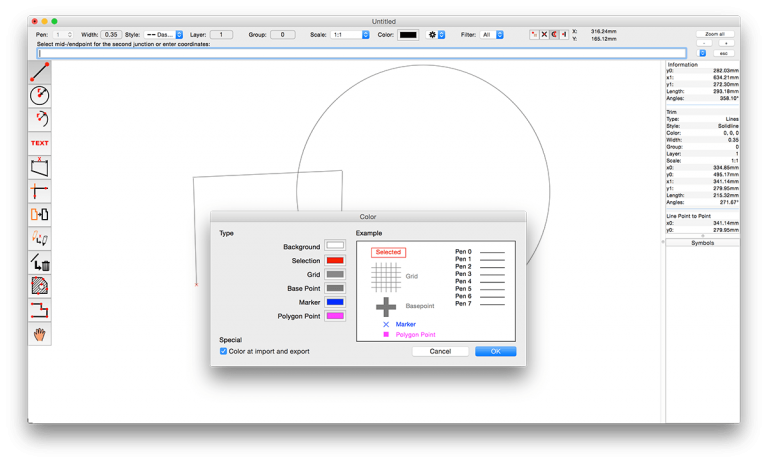 Untitled
Pen: 1 Width: 0.35 Style: Das... Layer: 1 Group: 0 Scale: 1:1 Color: Filter: All X: 316.24mm Zoom all
Y: 165.12mm
Select mid-/endpoint for the second junction or enter coordinates:
- +
esc
Information
y0: 282.03mm
x1: 634.21mm
y1: 272.30mm
Length: 293.18mm
Angles: 358.10°
Trim
Type: Lines
Style: Solidline
Color: 0, 0, 0
Width: 0.35
Group: 0
Layer: 1
Scale: 1:1
x0: 334.85mm
y0: 495.17mm
x1: 341.14mm
y1: 279.95mm
Length: 215.32mm
Angles: 271.67°
Line Point to Point
x0: 341.14mm
y0: 279.95mm
Symbols
TEXT
Color
Type
Background
Selection
Grid
Base Point
Marker
Polygon Point
Special
Color at import and export
Example
Selected
Grid
Basepoint
Marker
Polygon Point
Pen 0
Pen 1
Pen 2
Pen 3
Pen 4
Pen 5
Pen 6
Pen 7
Cancel
OK